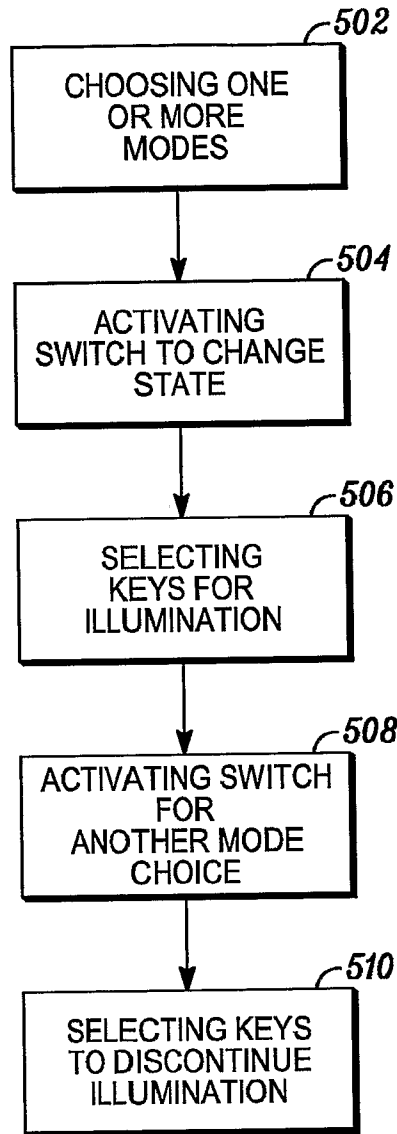 502
CHOOSING ONE
OR MORE
MODES
504
ACTIVATING
SWITCH TO CHANGE
STATE
506
SELECTING
KEYS FOR
ILLUMINATION
508
ACTIVATING SWITCH
FOR
ANOTHER MODE
CHOICE
510
SELECTING KEYS
TO DISCONTINUE
ILLUMINATION